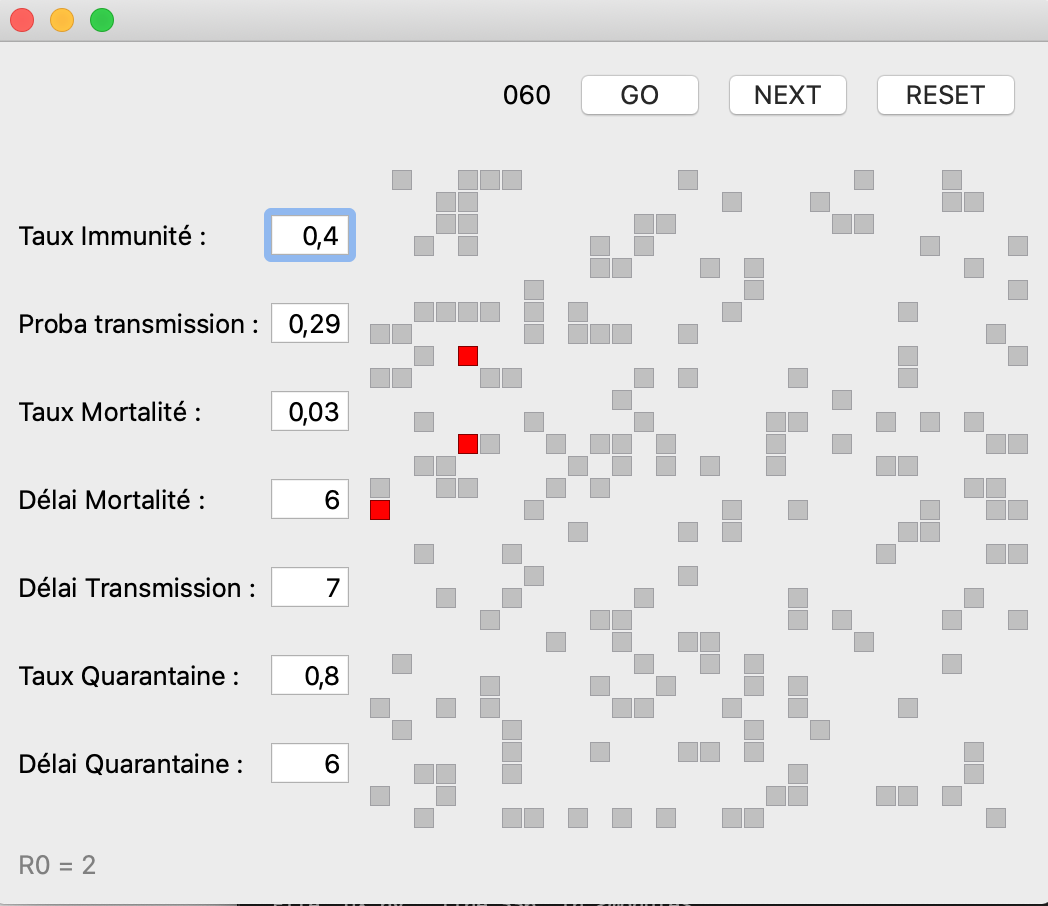 060 GO NEXT RESET
Taux Immunité : 0,4
Proba transmission : 0,29
Taux Mortalité : 0,03
Délai Mortalité : 6
Délai Transmission : 7
Taux Quarantaine : 0,8
Délai Quarantaine : 6
R0 = 2